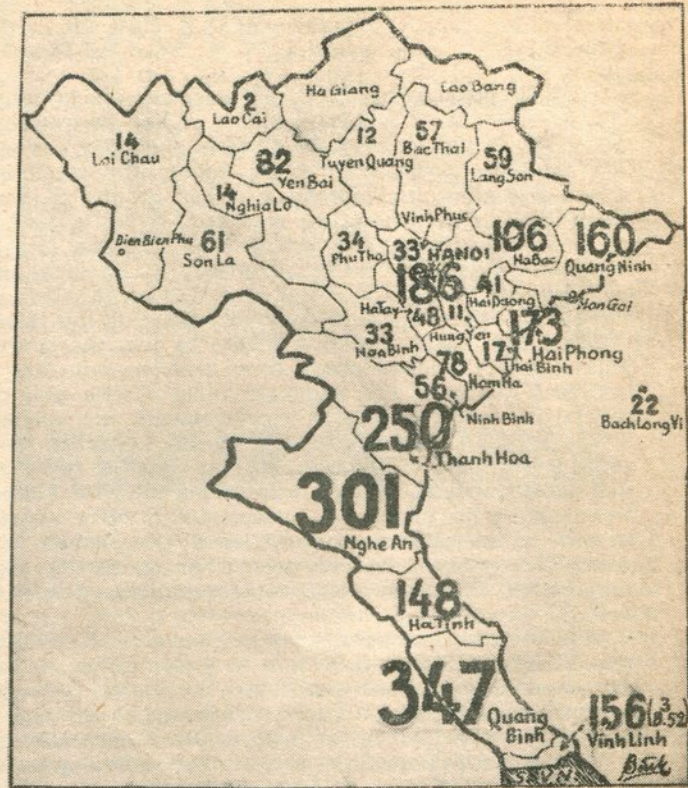 Ha Giang
Cao Bang
2
Lao Cai
14
Lai Chau
12
Tuyen Quang
57
Bac Thai
59
Lang Son
82
Yen Bai
14
Nghia Lo
Dien Bien Phu
61
Son La
34
Phu Tho
Vinh Phuc
33
HANOI
186
106
Ha Bac
160
Quang Ninh
Hon Gai
41
Hai Duong
Ha Tay
48
11
Hung Yen
173
Hai Phong
33
Hoa Binh
17
Thai Binh
78
Nam Ha
56
Ninh Binh
22
Bach Long Vi
250
Thanh Hoa
301
Nghe An
148
Ha Tinh
347
Quang
Binh
156 (3 B.52)
Vinh Linh
S.VN.